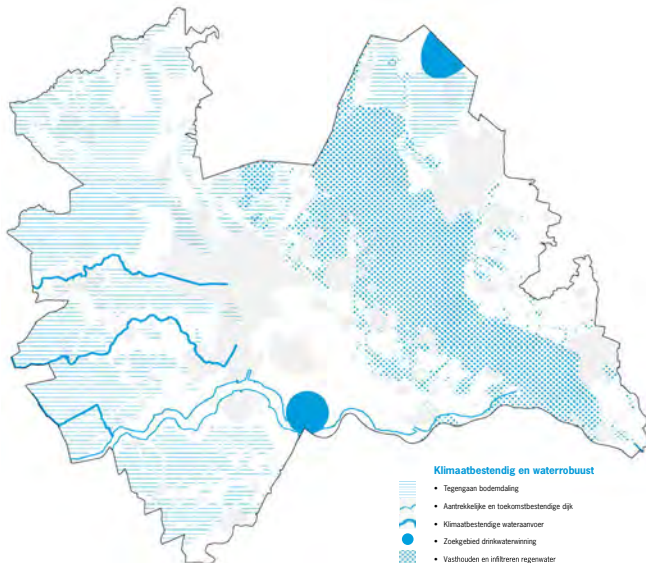 Klimaatbestendig en waterrobuust
• Tegengaan bodemdaling
• Aantrekkelijke en toekomstbestendige dijk
• Klimaatbestendige wateraanvoer
• Zoekgebied drinkwaterwinning
• Vasthouden en infiltreren regenwater